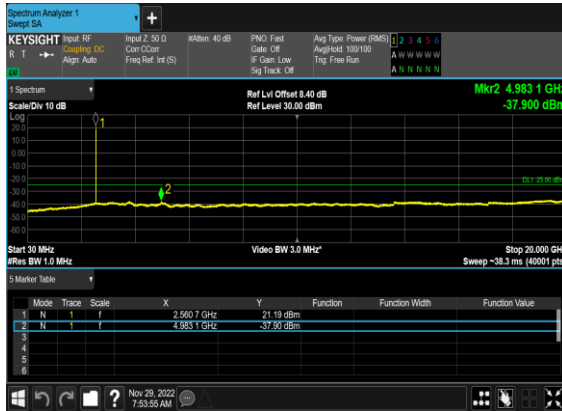 Spectrum Analyzer 1
Swept SA
+
KEYSIGHT Input: RF Input Z: 50 Ω #Atten: 40 dB PNO: Fast Avg Type: Power (RMS) 1 2 3 4 5 6
R T Coupling: DC Corr CCorr Gate: Off Avg|Hold: 100/100 A W W W W W
Align: Auto Freq Ref: Int (S) IF Gain: Low Trig: Free Run
Sig Track: Off A N N N N N
1 Spectrum Ref Lvl Offset 8.40 dB Mkr2 4.983 1 GHz
Scale/Div 10 dB Ref Level 30.00 dBm -37.900 dBm
Log
20.0
10.0
0.00
-10.0
-20.0
-30.0
-40.0
-50.0
-60.0
1
2
DL1 -25.00 dB
Start 30 MHz Video BW 3.0 MHz* Stop 20.000 GH
#Res BW 1.0 MHz Sweep ~38.3 ms (40001 pts
5 Marker Table
Mode Trace Scale X Y Function Function Width Function Value
1 N 1 f 2.560 7 GHz 21.19 dBm
2 N 1 f 4.983 1 GHz -37.90 dBm
3
4
5
6
? Nov 29, 2022
7:53:55 AM